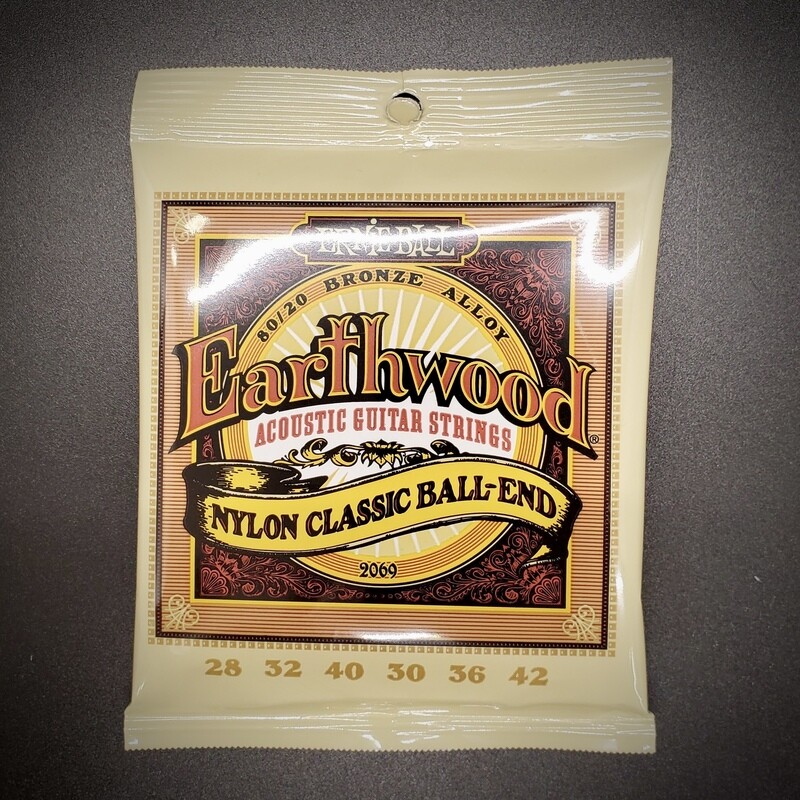 ERNIE BALL
80/20 BRONZE ALLOY
Earthwood®
ACOUSTIC GUITAR STRINGS
NYLON CLASSIC BALL-END
2069
28 32 40 30 36 42